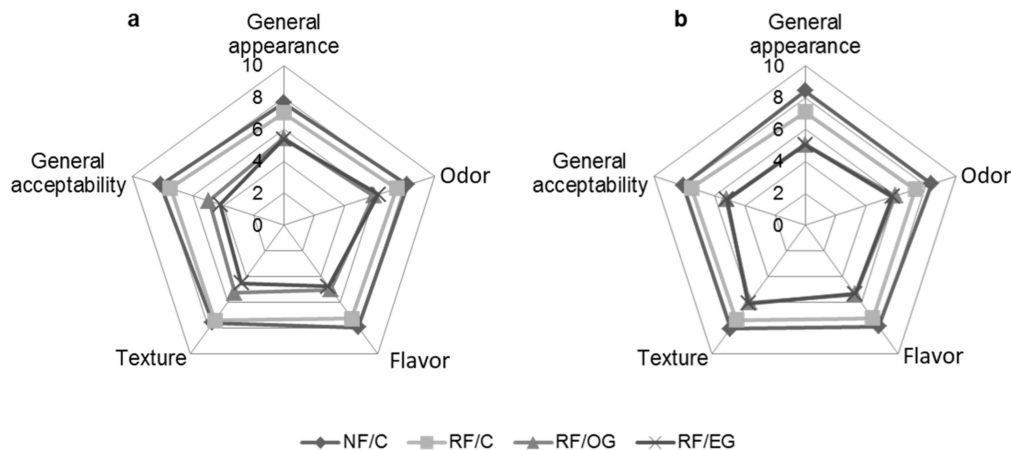 a
General
appearance
10
8
6
4
2
0
Odor
Flavor
Texture
General
acceptability
b
General
appearance
10
8
6
4
2
0
Odor
Flavor
Texture
General
acceptability
NF/C RF/C RF/OG RF/EG